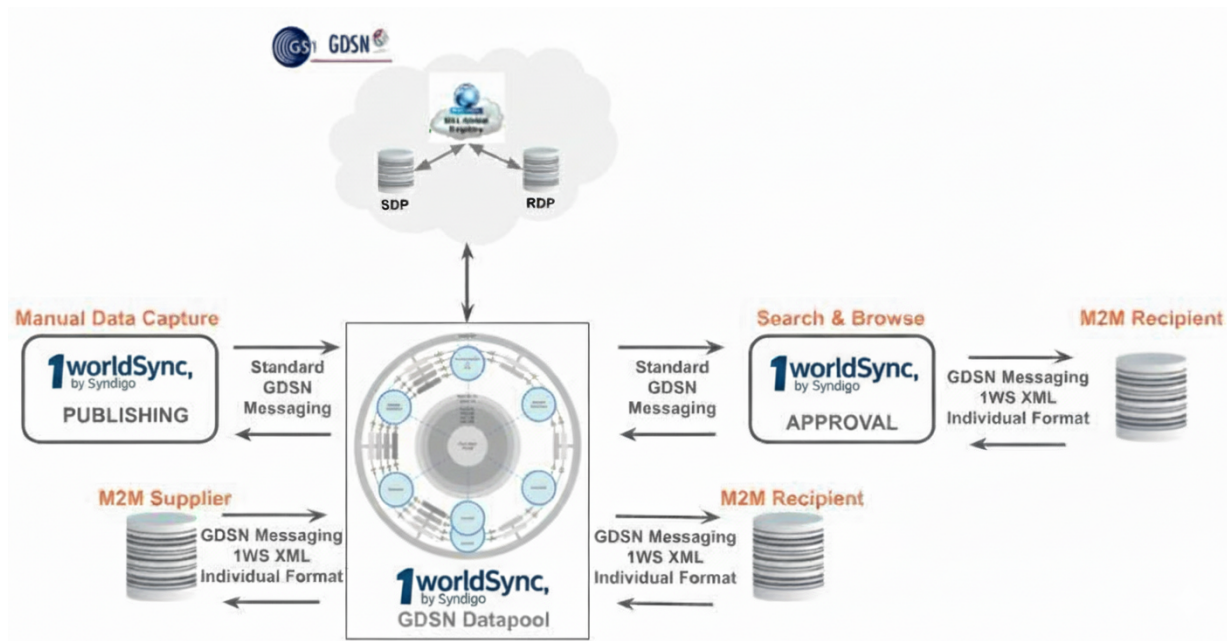 GS1 GDSN
SDP
RDP
Manual Data Capture
1worldSync,
by Syndigo
PUBLISHING
Standard
GDSN
Messaging
Standard
GDSN
Messaging
Search & Browse
1worldSync,
by Syndigo
APPROVAL
M2M Recipient
GDSN Messaging
1WS XML
Individual Format
M2M Supplier
GDSN Messaging
1WS XML
Individual Format
1worldSync,
by Syndigo
GDSN Datapool
M2M Recipient
GDSN Messaging
1WS XML
Individual Format